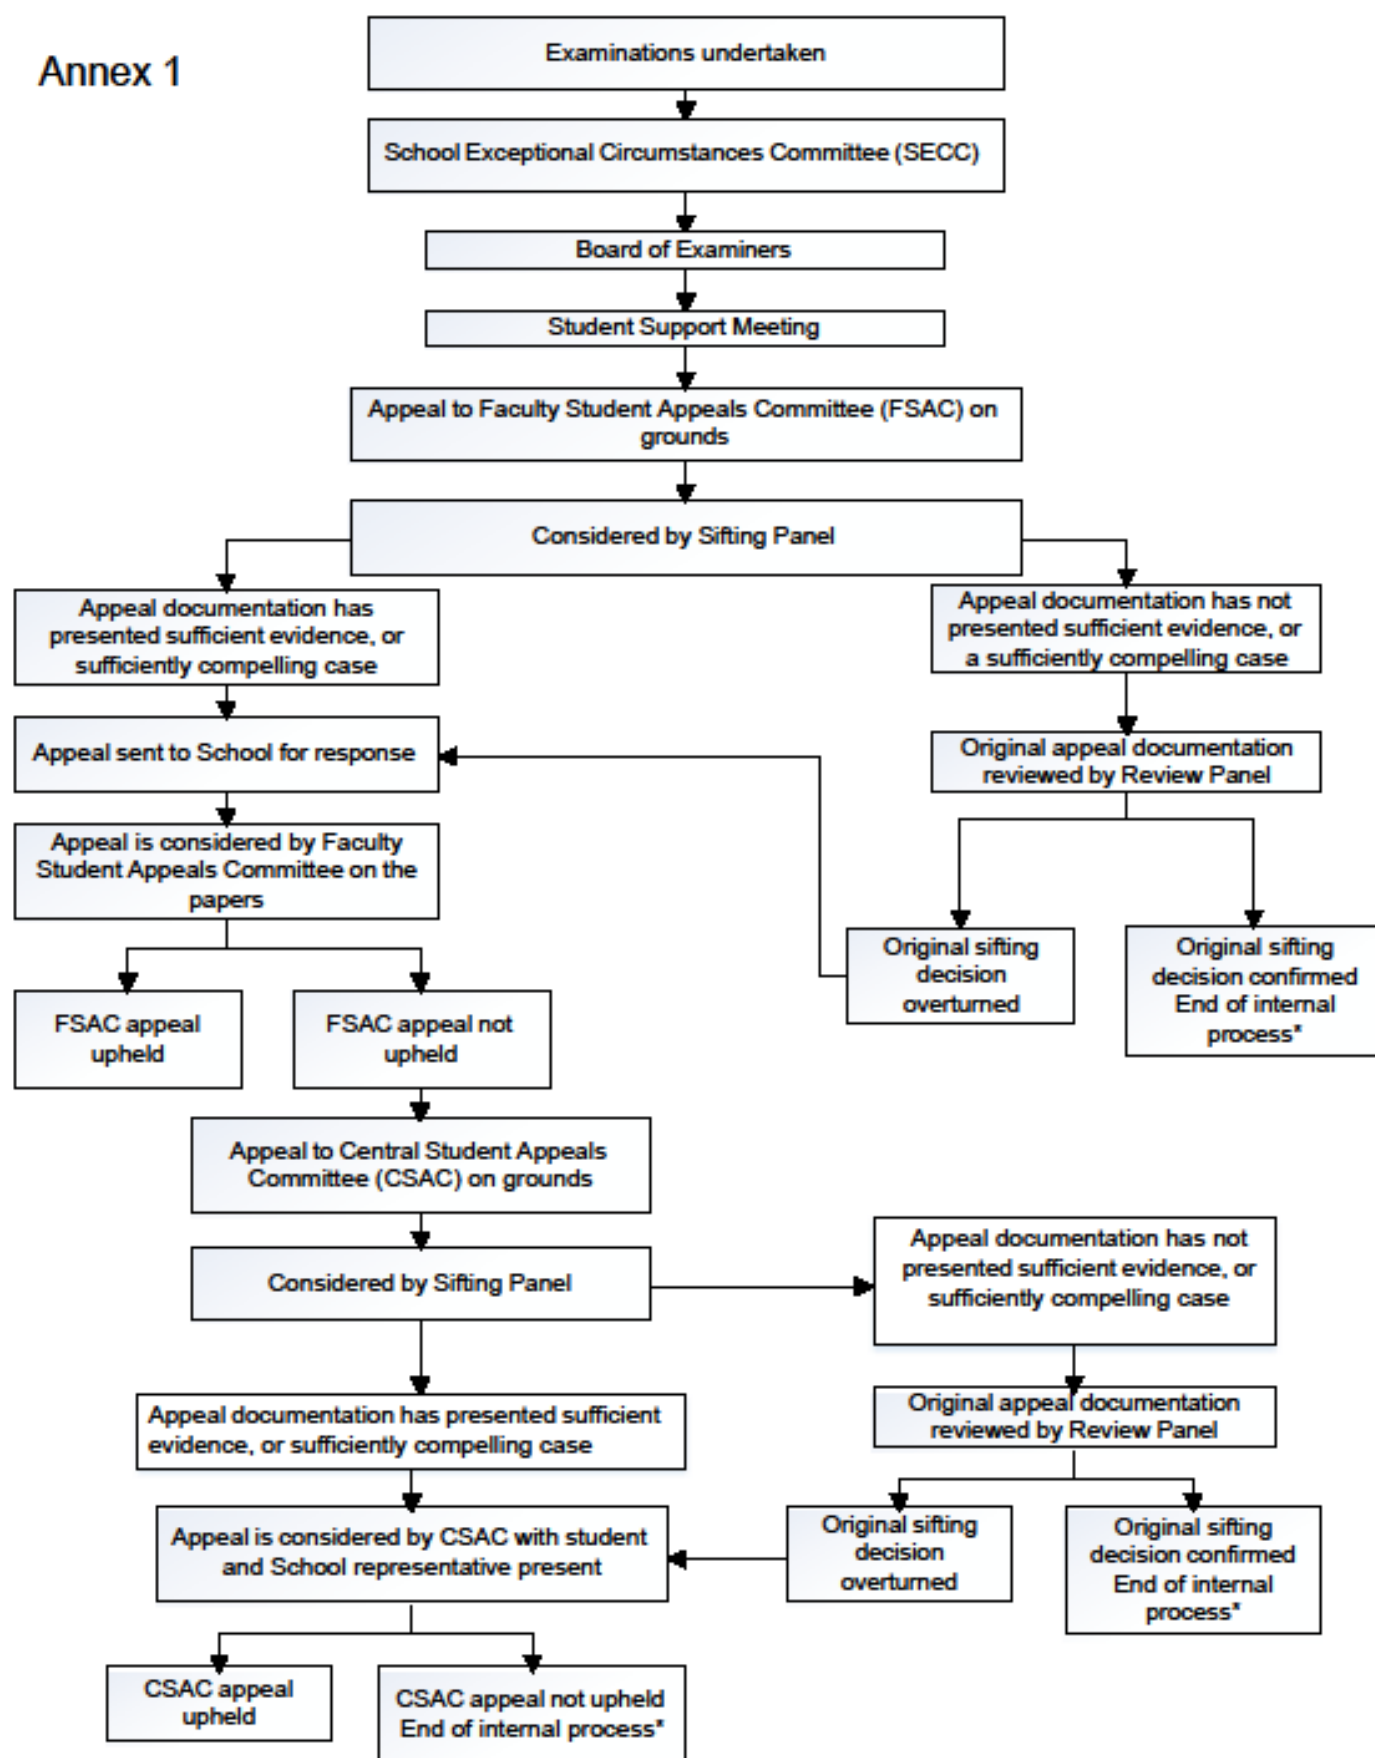 Annex 1
Examinations undertaken
School Exceptional Circumstances Committee (SECC)
Board of Examiners
Student Support Meeting
Appeal to Faculty Student Appeals Committee (FSAC) on
grounds
Considered by Sifting Panel
Appeal documentation has
presented sufficient evidence, or
sufficiently compelling case
Appeal documentation has not
presented sufficient evidence, or
a sufficiently compelling case
Appeal sent to School for response
Original appeal documentation
reviewed by Review Panel
Appeal is considered by Faculty
Student Appeals Committee on the
papers
Original sifting
decision
overturned
Original sifting
decision confirmed
End of internal
process*
FSAC appeal
upheld
FSAC appeal not
upheld
Appeal to Central Student Appeals
Committee (CSAC) on grounds
Considered by Sifting Panel
Appeal documentation has not
presented sufficient evidence, or
sufficiently compelling case
Appeal documentation has presented sufficient
evidence, or sufficiently compelling case
Original appeal documentation
reviewed by Review Panel
Appeal is considered by CSAC with student
and School representative present
Original sifting
decision
overturned
Original sifting
decision confirmed
End of internal
process*
CSAC appeal
upheld
CSAC appeal not upheld
End of internal process*